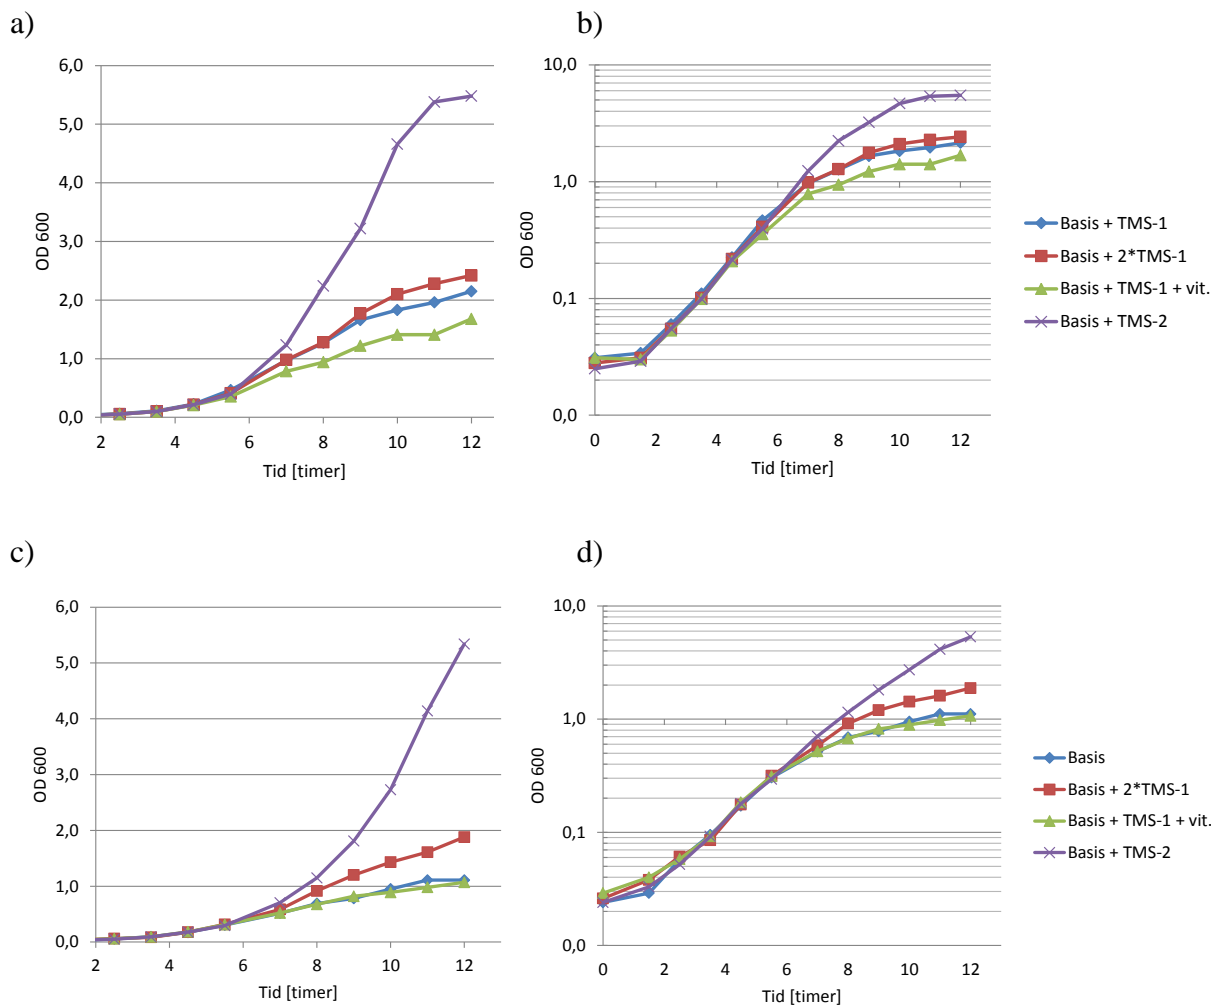 a)
6,0
5,0
4,0
3,0
2,0
1,0
0,0
OD 600
2 4 6 8 10 12
Tid [timer]
b)
10,0
1,0
0,1
0,0
OD 600
0 2 4 6 8 10 12
Tid [timer]
Basis + TMS-1
Basis + 2*TMS-1
Basis + TMS-1 + vit.
Basis + TMS-2
c)
6,0
5,0
4,0
3,0
2,0
1,0
0,0
OD 600
2 4 6 8 10 12
Tid [timer]
d)
10,0
1,0
0,1
0,0
OD 600
0 2 4 6 8 10 12
Tid [timer]
Basis
Basis + 2*TMS-1
Basis + TMS-1 + vit.
Basis + TMS-2